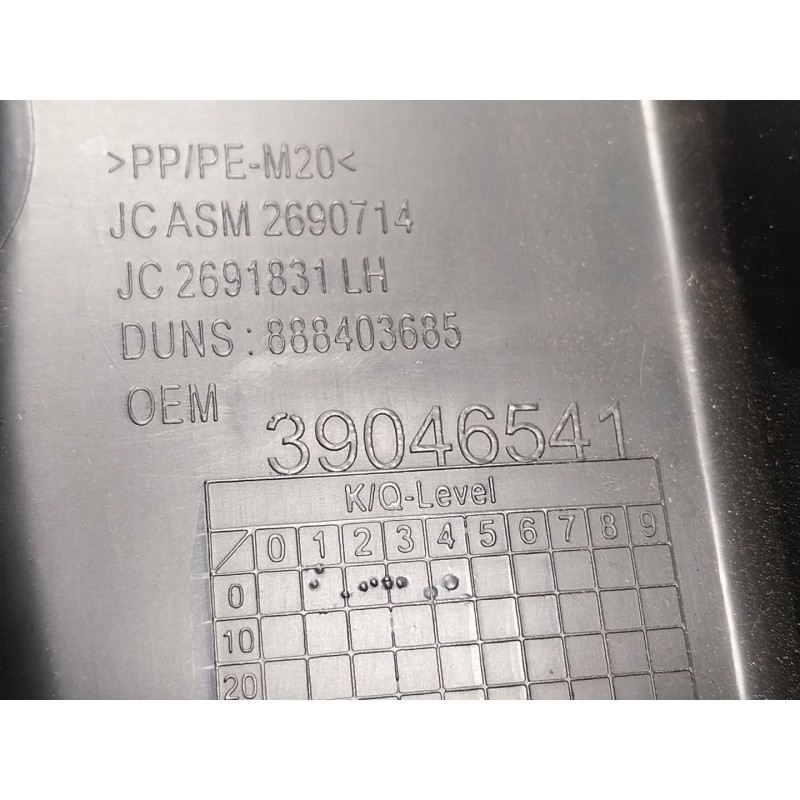 >PP/PE-M20<
JC ASM 2690714
JC 2691831 LH
DUNS : 888403685
OEM 39046541
K/Q-Level
/ 0 1 2 3 4 5 6 7 8 9
0
10
20